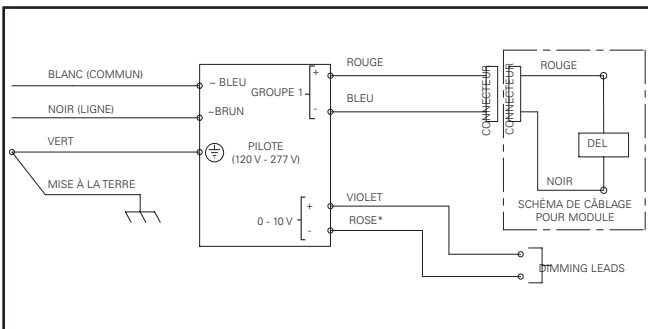 BLANC (COMMUN)
NOIR (LIGNE)
VERT
MISE À LA TERRE
~ BLEU
~BRUN
GROUPE 1
+
-
PILOTE
(120 V - 277 V)
0 - 10 V
+
-
ROUGE
BLEU
VIOLET
ROSE*
CONNECTEUR
CONNECTEUR
ROUGE
DEL
NOIR
SCHÉMA DE CÂBLAGE
POUR MODULE
DIMMING LEADS